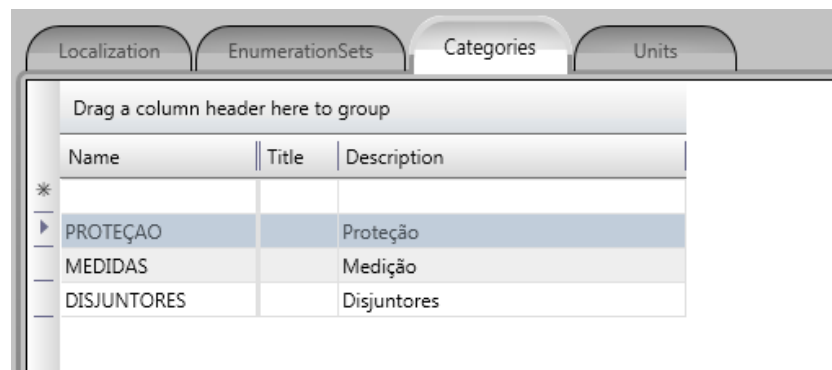 Localization EnumerationSets Categories Units
Drag a column header here to group
Name Title Description
PROTEÇAO Proteção
MEDIDAS Medição
DISJUNTORES Disjuntores